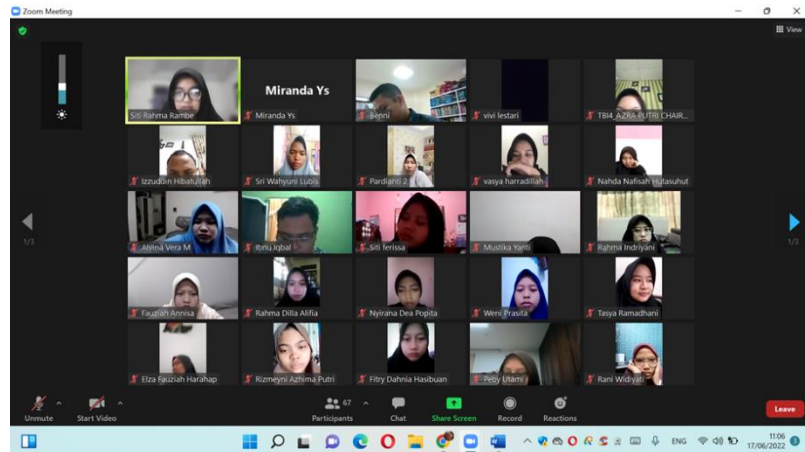 Zoom Meeting
View
Siti Rahma Rambe
Miranda Ys
Miranda Ys
Benni
vivi lestari
TBI4_AZRA PUTRI CHAIR...
Izzuddin Hibatullah
Sri Wahyuni Lubis
Pardianti 2
vasya harradillah
Nahda Nafisah Hutasuhut
1/3
1/3
Alvina Vera M
Ibnu Iqbal
Siti ferissa
Mustika Yanti
Rahma Indriyani
Fauziah Annisa
Rahma Dilla Alifia
Nyirana Dea Popita
Weni Prasita
Tasya Ramadhani
Elza Fauziah Harahap
Rizmeyni Azhima Putri
Fitry Dahnia Hasibuan
Peby Utami
Rani Widiyati
67
Unmute
Start Video
Participants
Chat
Share Screen
Record
Reactions
Leave
ENG
11:06
17/06/2022